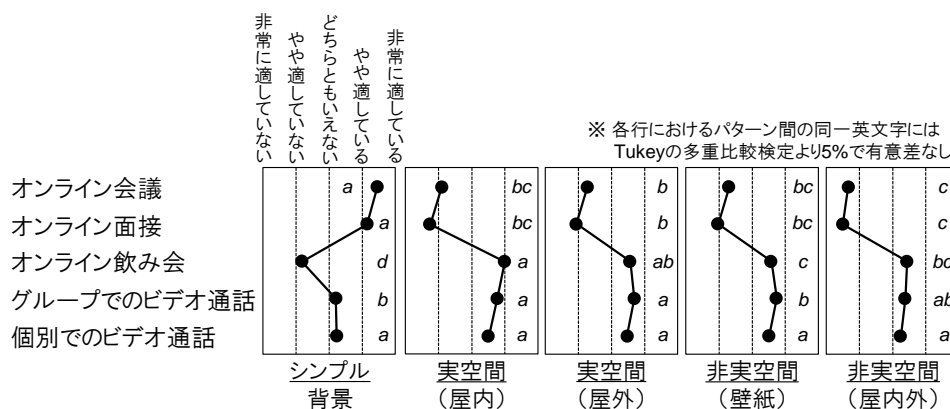 非常に適していない
やや適していない
どちらともいえない
やや適している
非常に適している
※ 各行におけるパターン間の同一英文字には
Tukeyの多重比較検定より5%で有意差なし
オンライン会議 a bc b bc c
オンライン面接 a bc b bc c
オンライン飲み会 d a ab c bc
グループでのビデオ通話 b a a b ab
個別でのビデオ通話 a a a a a
シンプル 実空間 実空間 非実空間 非実空間
背景 （屋内） （屋外） （壁紙） （屋内外）